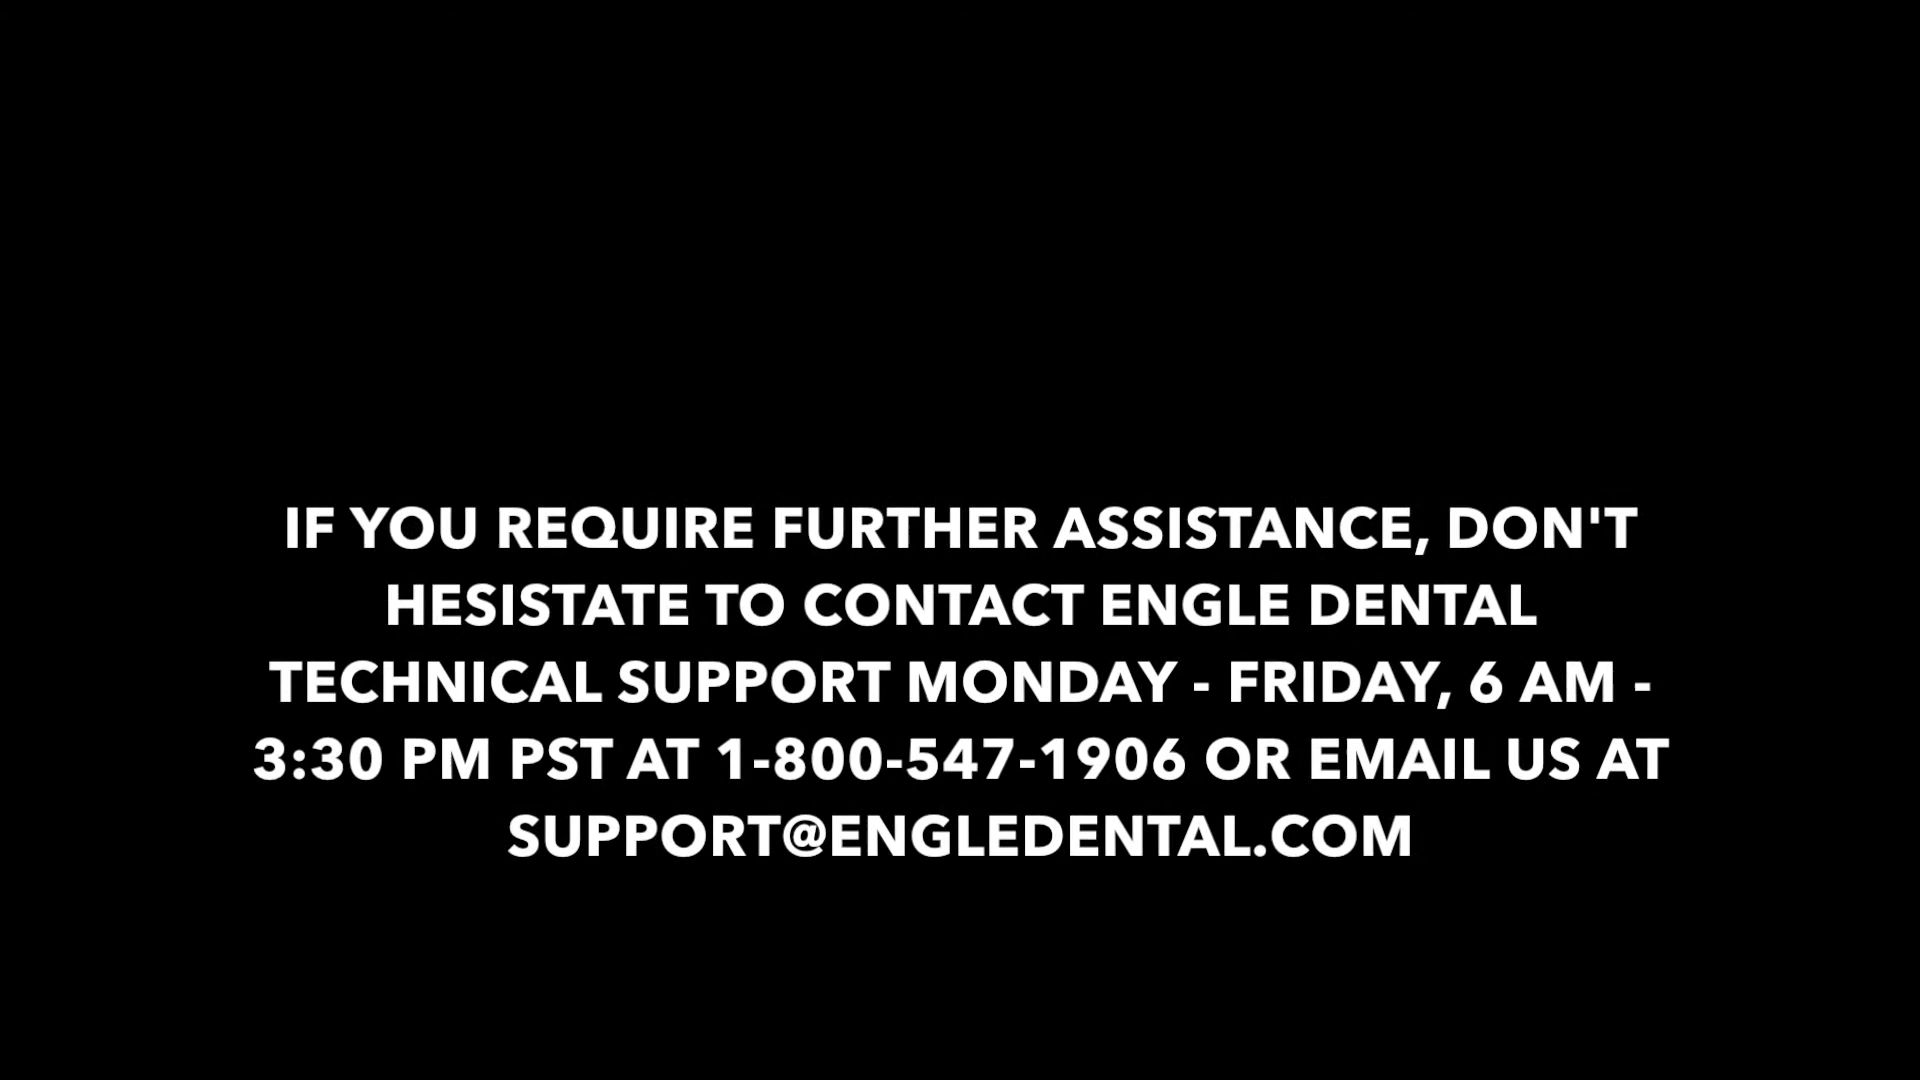 IF YOU REQUIRE FURTHER ASSISTANCE, DON'T
HESISTATE TO CONTACT ENGLE DENTAL
TECHNICAL SUPPORT MONDAY - FRIDAY, 6 AM -
3:30 PM PST AT 1-800-547-1906 OR EMAIL US AT
SUPPORT@ENGLEDENTAL.COM